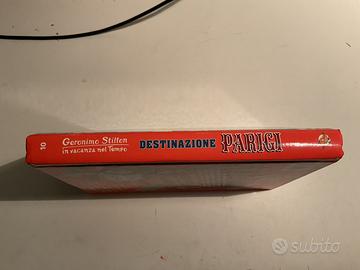 10
Geronimo Stilton
in vacanza nel Tempo
DESTINAZIONE PARIGI
subito